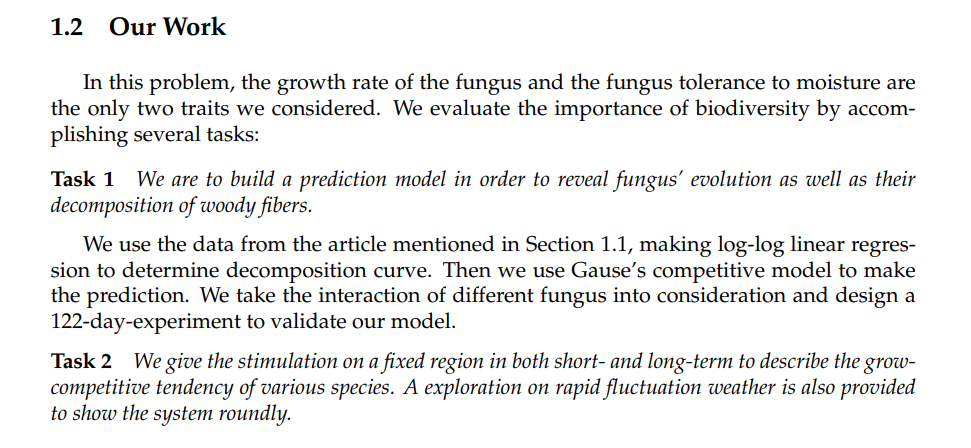 1.2 Our Work
In this problem, the growth rate of the fungus and the fungus tolerance to moisture are
the only two traits we considered. We evaluate the importance of biodiversity by accom-
plishing several tasks:
Task 1 We are to build a prediction model in order to reveal fungus' evolution as well as their
decomposition of woody fibers.
We use the data from the article mentioned in Section 1.1, making log-log linear regres-
sion to determine decomposition curve. Then we use Gause's competitive model to make
the prediction. We take the interaction of different fungus into consideration and design a
122-day-experiment to validate our model.
Task 2 We give the stimulation on a fixed region in both short- and long-term to describe the grow-
competitive tendency of various species. A exploration on rapid fluctuation weather is also provided
to show the system roundly.